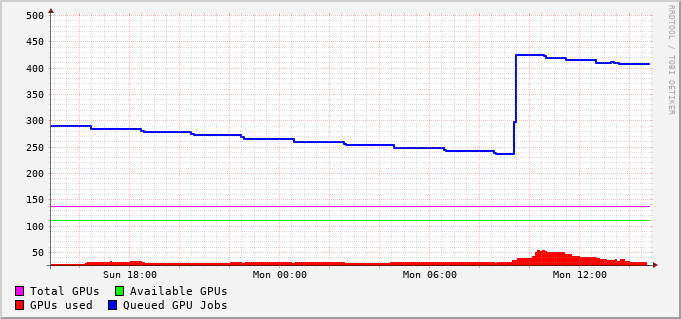 500
450
400
350
300
250
200
150
100
50
Sun 18:00 Mon 00:00 Mon 06:00 Mon 12:00
Total GPUs Available GPUs
GPUs used Queued GPU Jobs
RRDTOOL / TOBI OETIKER